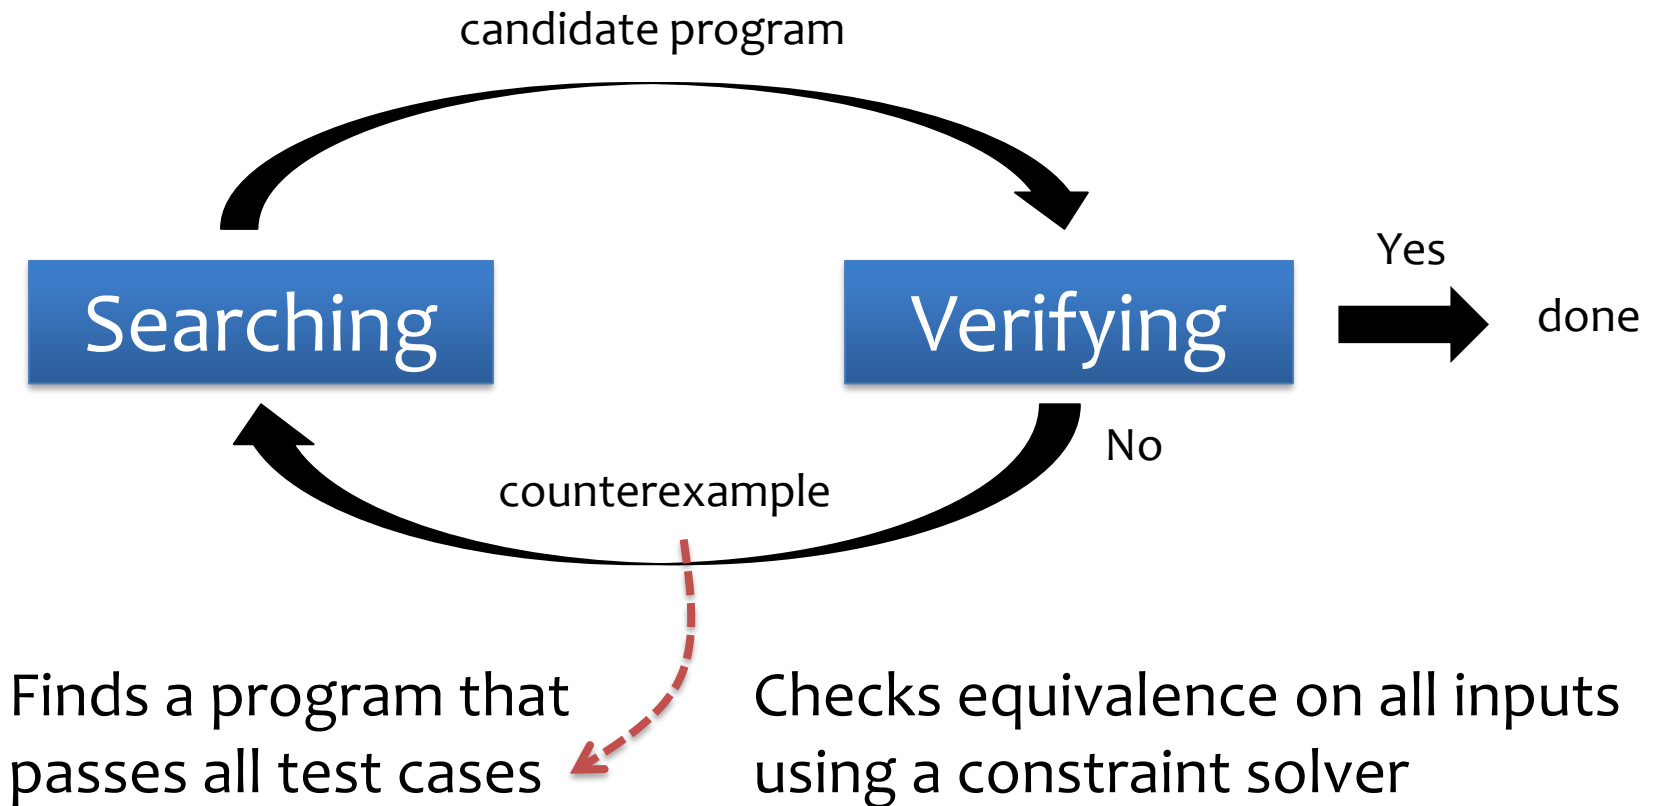 candidate program
Searching
Verifying
Yes
done
No
counterexample
Finds a program that
passes all test cases
Checks equivalence on all inputs
using a constraint solver